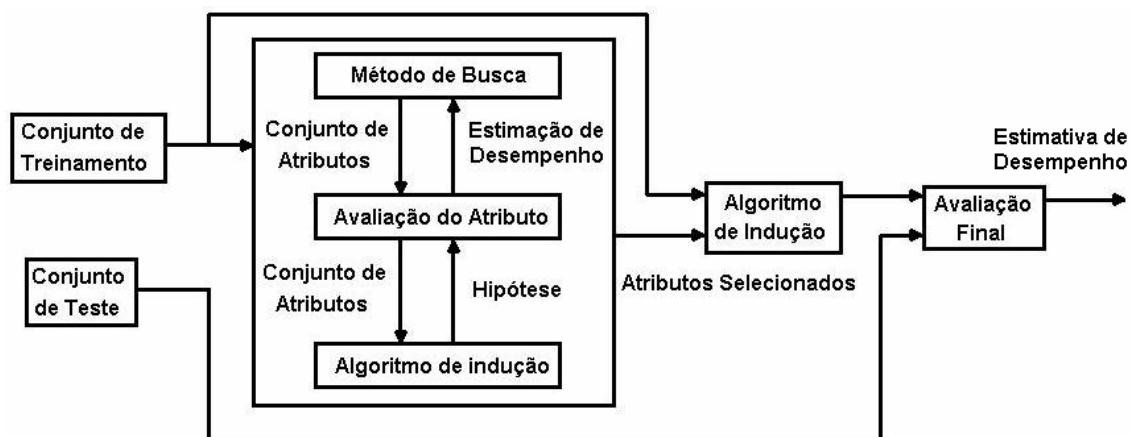 Método de Busca
Conjunto de
Treinamento
Conjunto de
Atributos
Estimação de
Desempenho
Estimativa de
Desempenho
Avaliação do Atributo
Algoritmo
de Indução
Avaliação
Final
Conjunto
de Teste
Conjunto de
Atributos
Hipótese
Atributos Selecionados
Algoritmo de indução